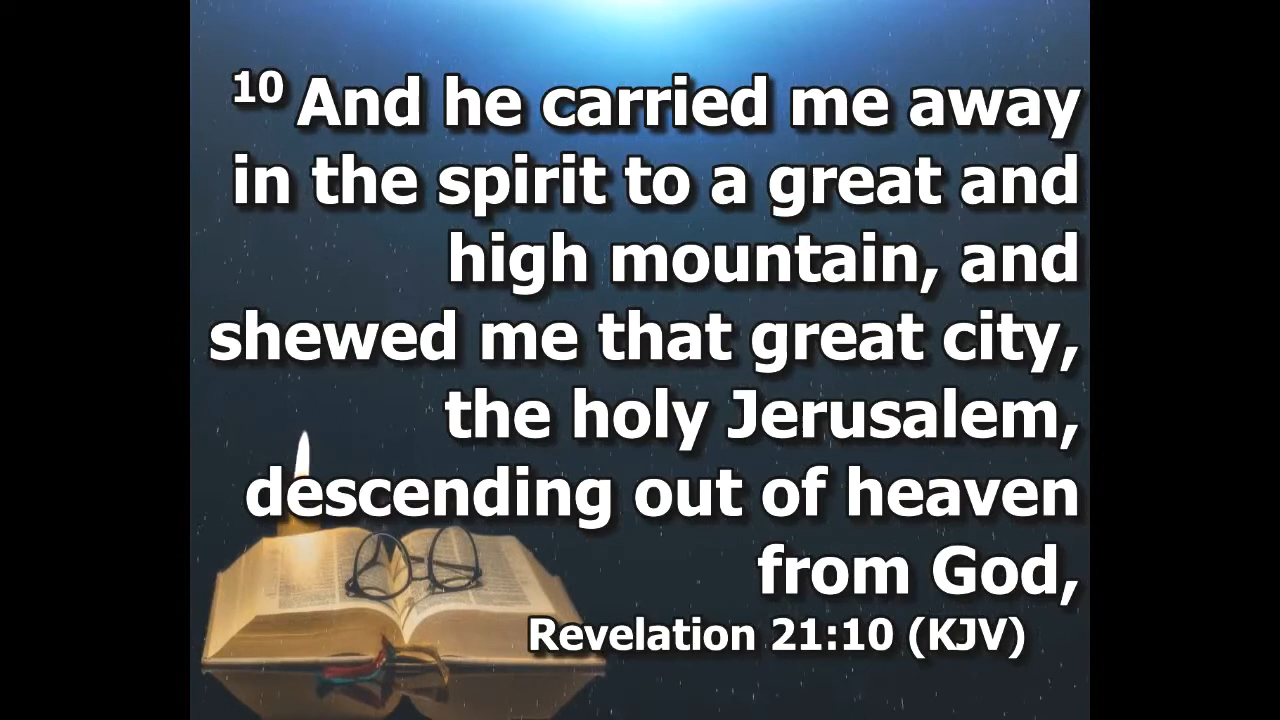 10 And he carried me away
in the spirit to a great and
high mountain, and
shewed me that great city,
the holy Jerusalem,
descending out of heaven
from God,
Revelation 21:10 (KJV)